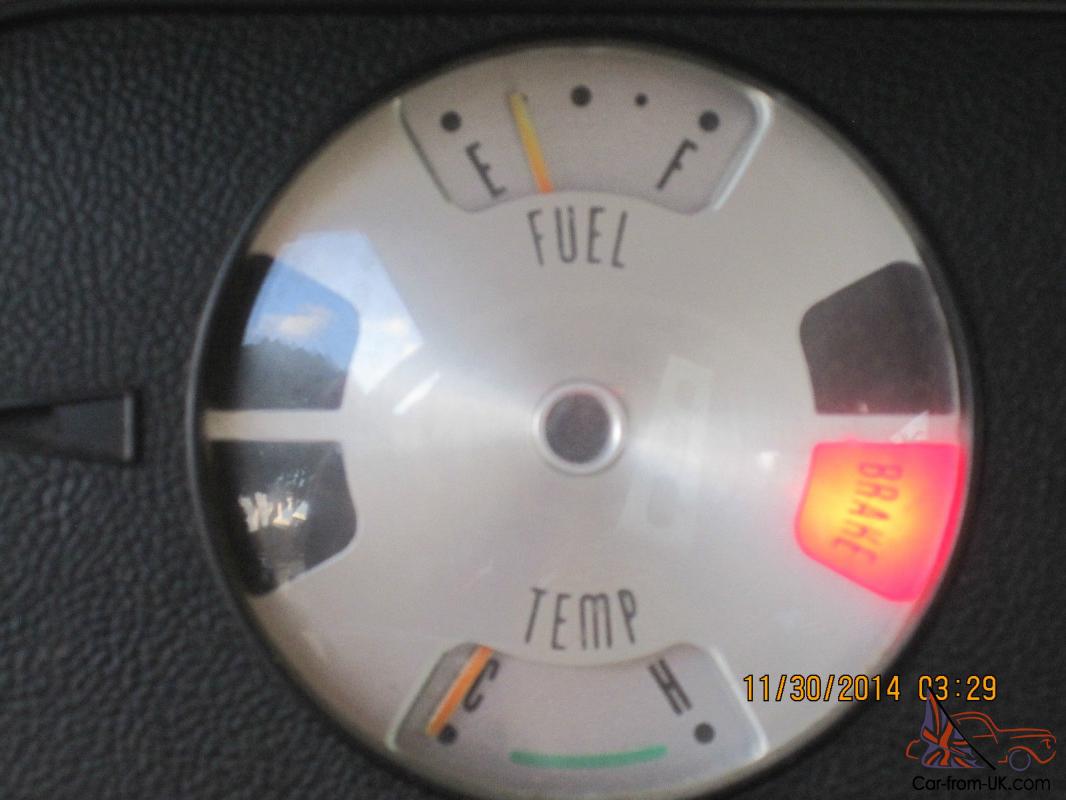 E F
FUEL
BRAKE
TEMP
C H
11/30/2014 03:29
Car-from-UK.com